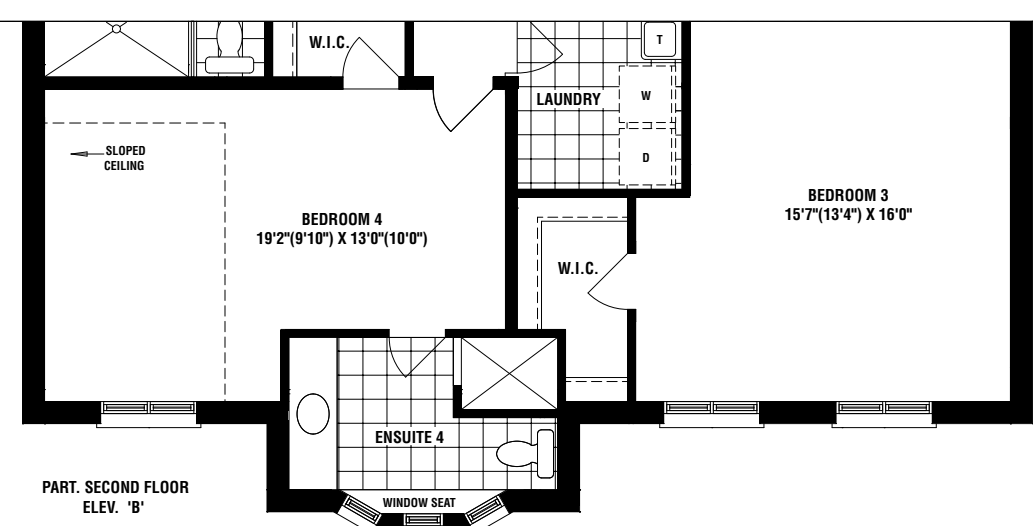 W.I.C.
T
LAUNDRY
W
SLOPED
CEILING
D
BEDROOM 4
19'2"(9'10") X 13'0"(10'0")
BEDROOM 3
15'7"(13'4") X 16'0"
W.I.C.
ENSUITE 4
WINDOW SEAT
PART. SECOND FLOOR
ELEV. 'B'